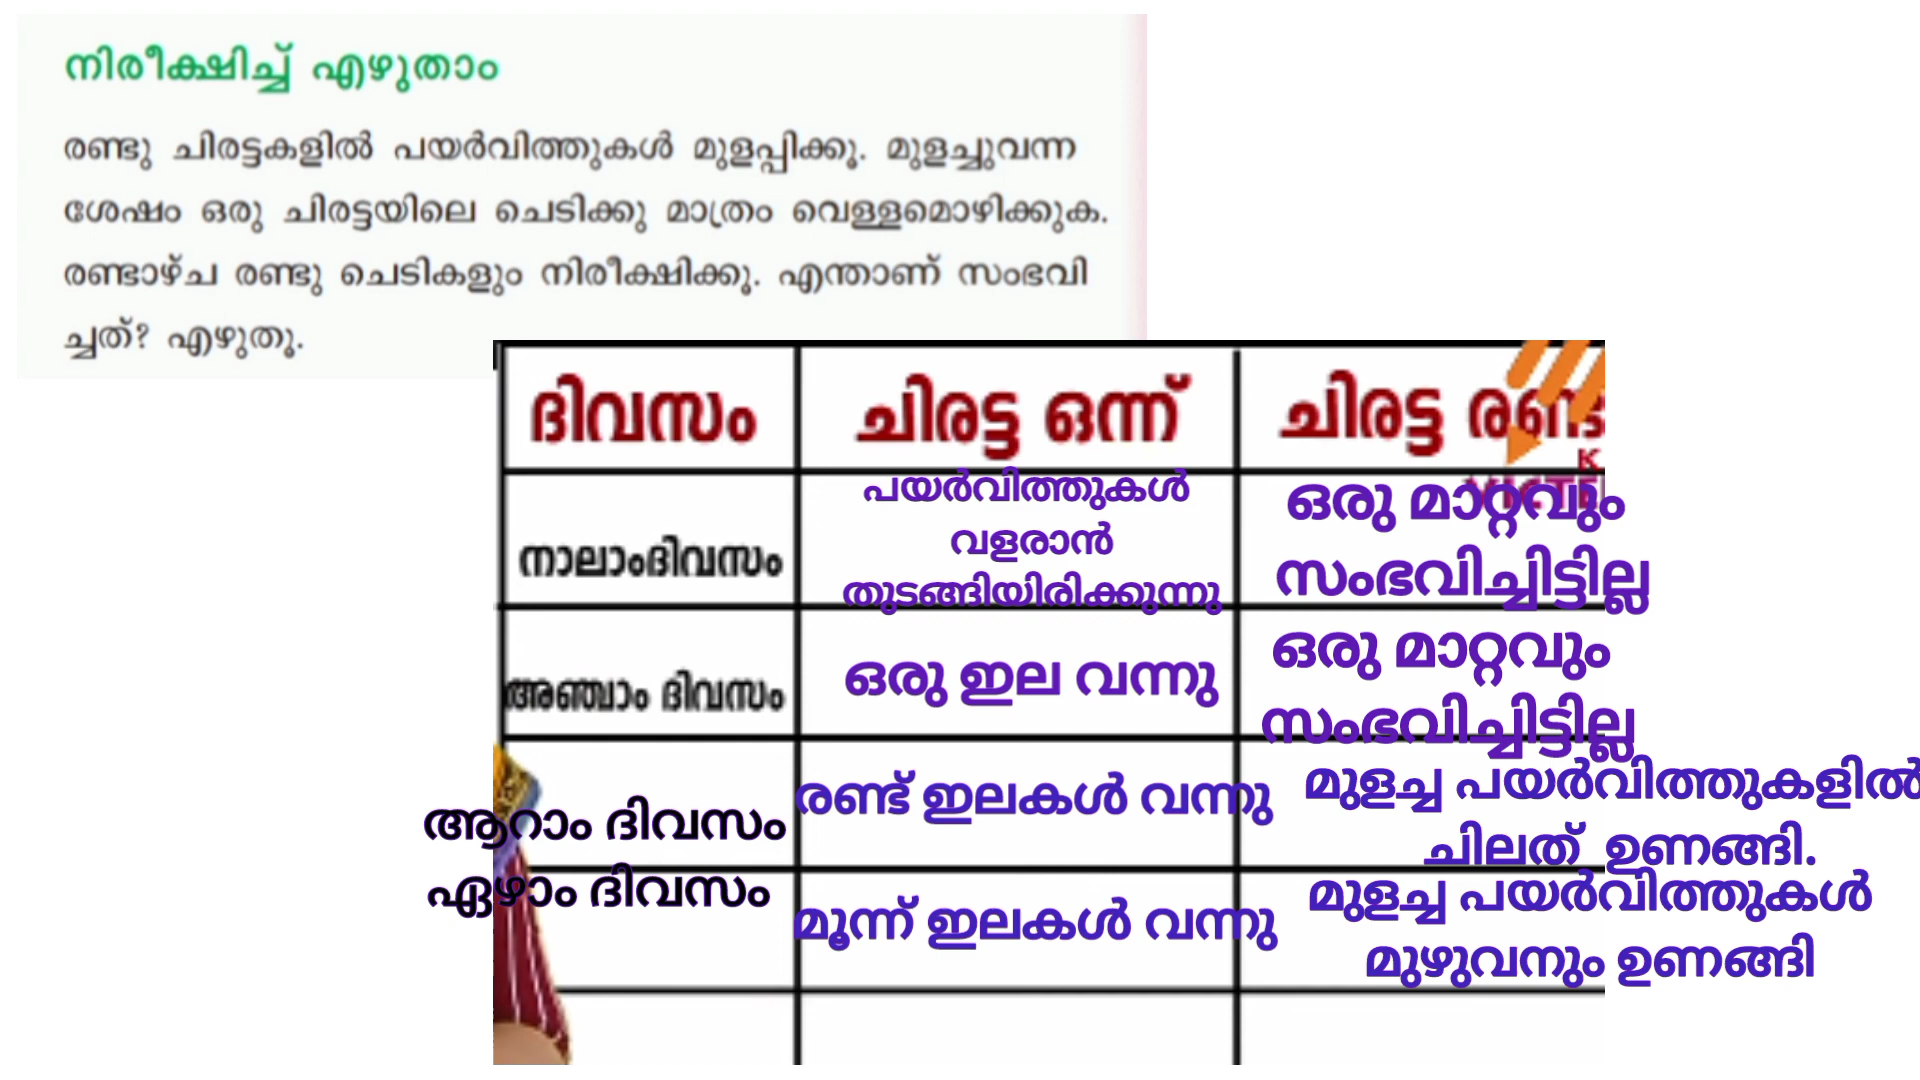 നിരീക്ഷിച്ച് എഴുതാം
രണ്ടു ചിരട്ടകളിൽ പയർവിത്തുകൾ മുളപ്പിക്കൂ. മുളച്ചുവന്ന
ശേഷം ഒരു ചിരട്ടയിലെ ചെടിക്കു മാത്രം വെള്ളമൊഴിക്കുക.
രണ്ടാഴ്ച രണ്ടു ചെടികളും നിരീക്ഷിക്കൂ. എന്താണ് സംഭവി
ച്ചത്? എഴുതൂ.
ദിവസം
ചിരട്ട ഒന്ന്
ചിരട്ട
നാലാംദിവസം
പയർവിത്തുകൾ
വളരാൻ
തുടങ്ങിയിരിക്കുന്നു
ഒരു മാറ്റവും
സംഭവിച്ചിട്ടില്ല
അഞ്ചാം ദിവസം
ഒരു ഇല വന്നു
ഒരു മാറ്റവും
സംഭവിച്ചിട്ടില്ല
ആറാം ദിവസം
രണ്ട് ഇലകൾ വന്നു
മുളച്ച പയർവിത്തുകളിൽ
ചിലത് ഉണങ്ങി.
ഏഴാം ദിവസം
മൂന്ന് ഇലകൾ വന്നു
മുളച്ച പയർവിത്തുകൾ
മുഴുവനും ഉണങ്ങി